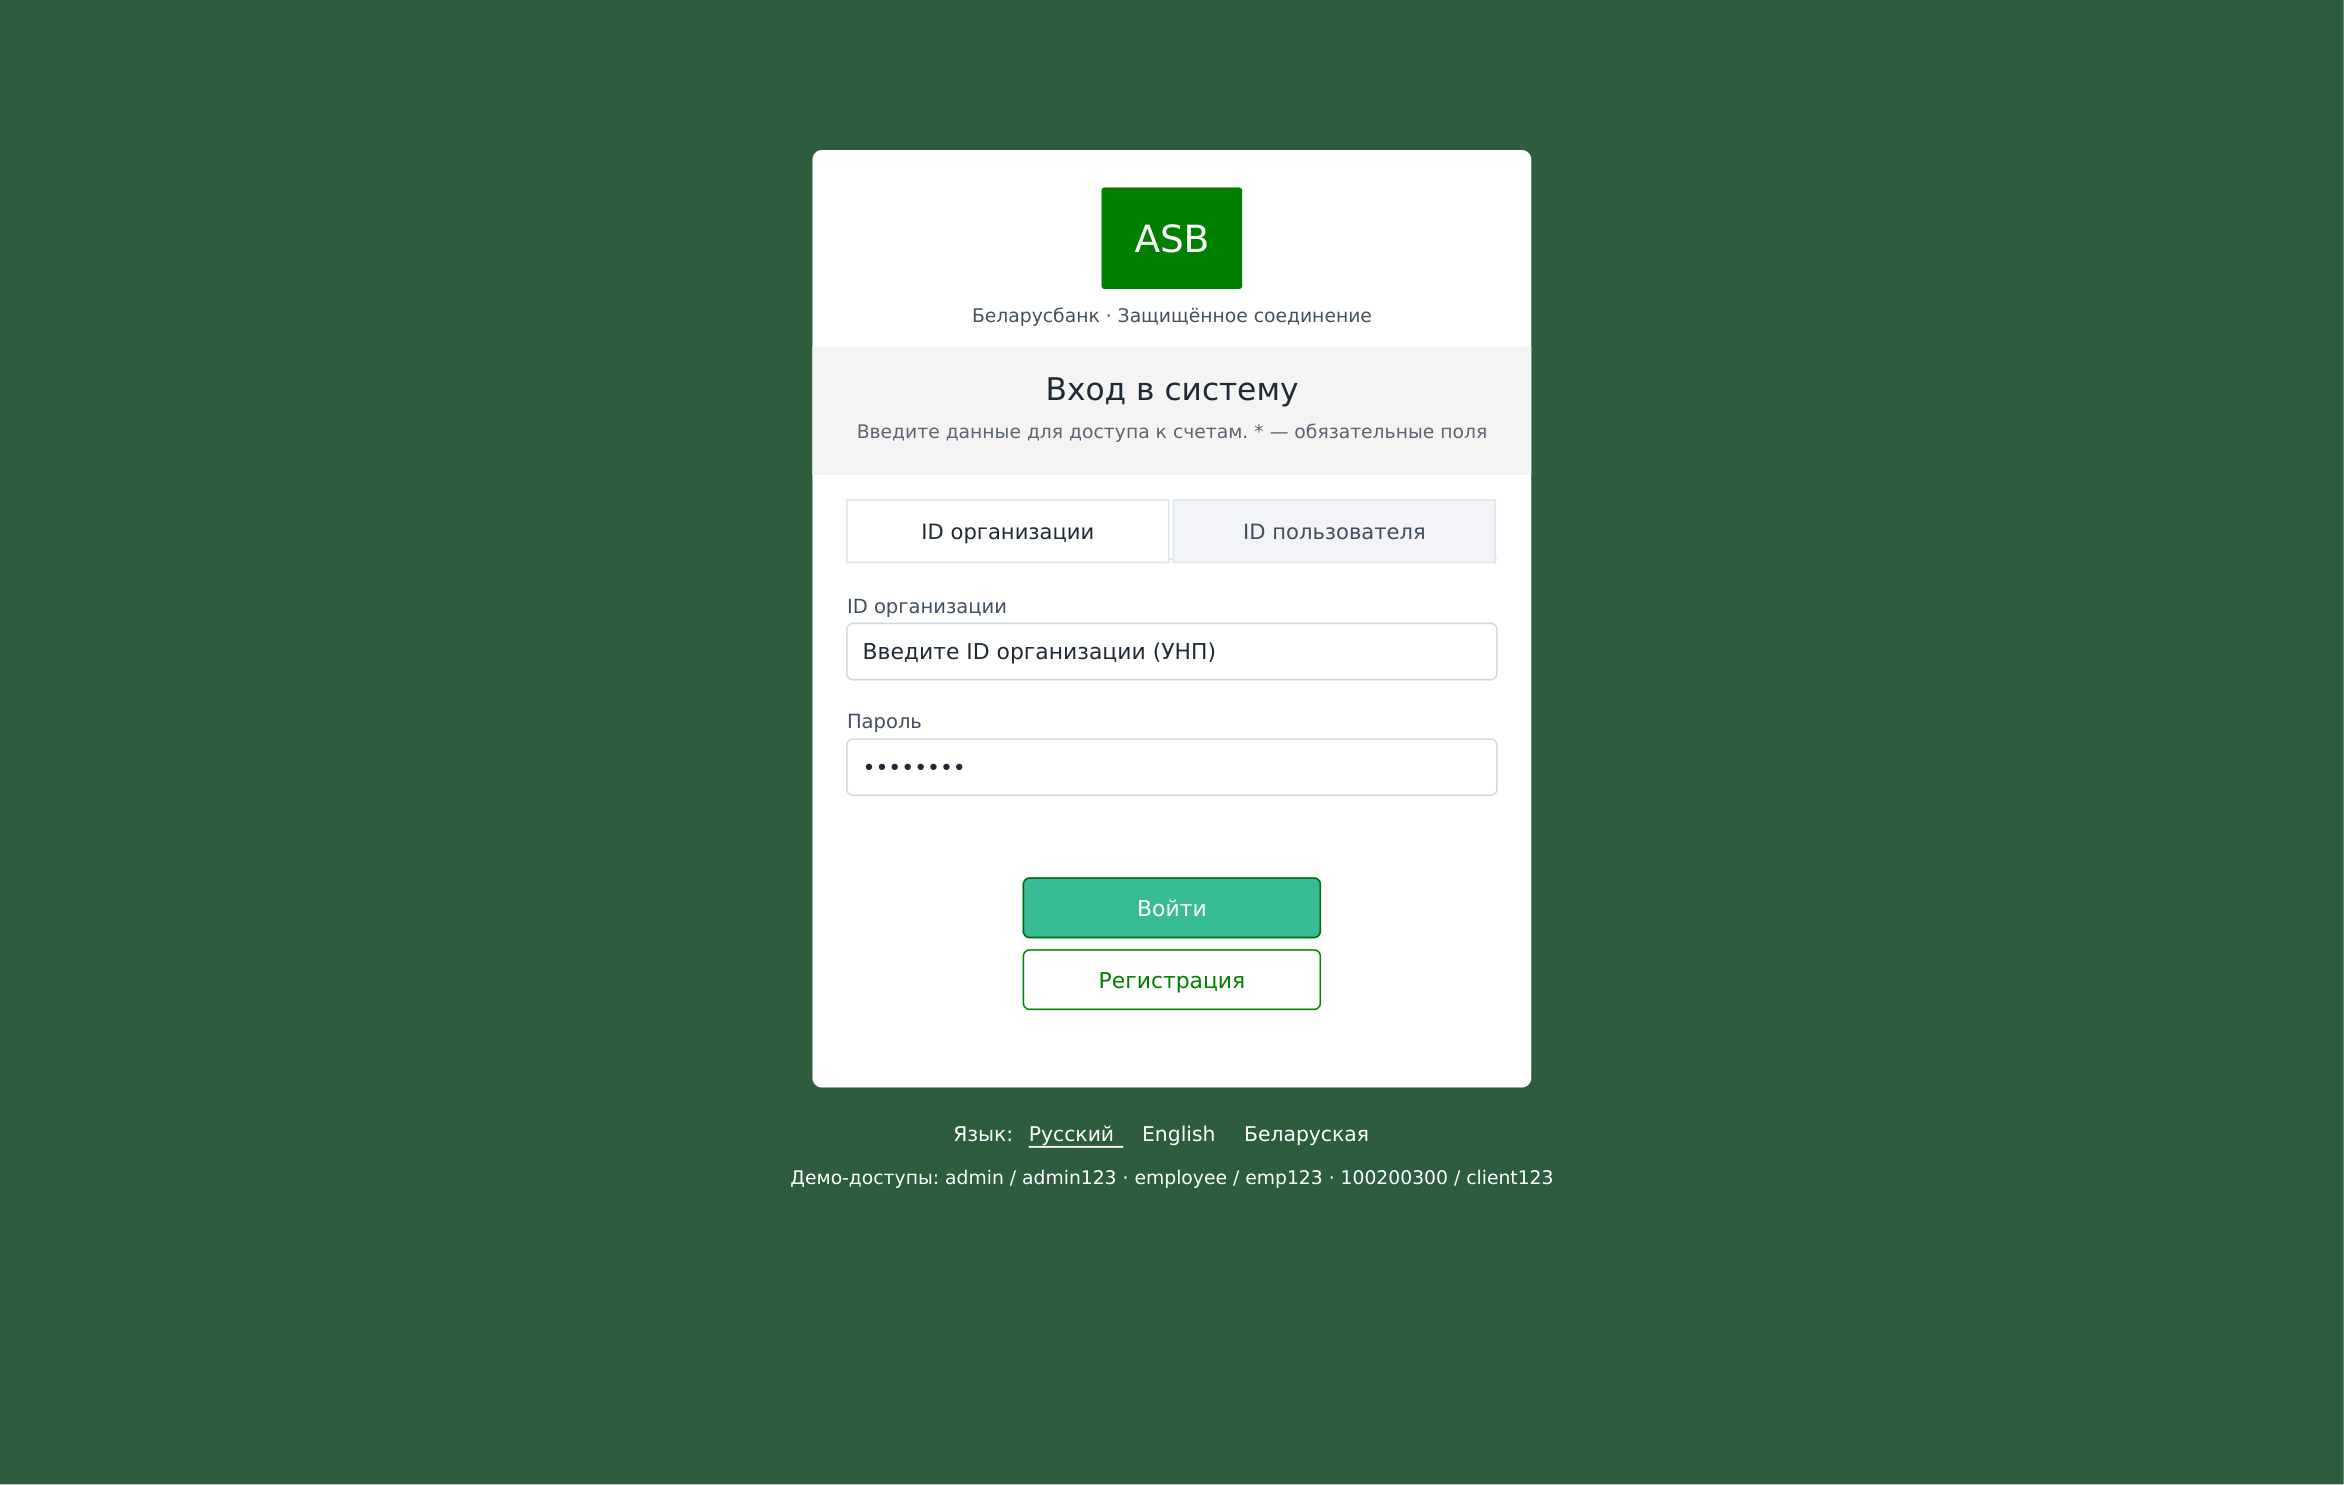 ASB
Беларусбанк · Защищённое соединение
Вход в систему
Введите данные для доступа к счетам. * — обязательные поля
ID организации ID пользователя
ID организации
Введите ID организации (УНП)
Пароль
••••••••
Войти
Регистрация
Язык: Русский English Беларуская
Демо-доступы: admin / admin123 · employee / emp123 · 100200300 / client123